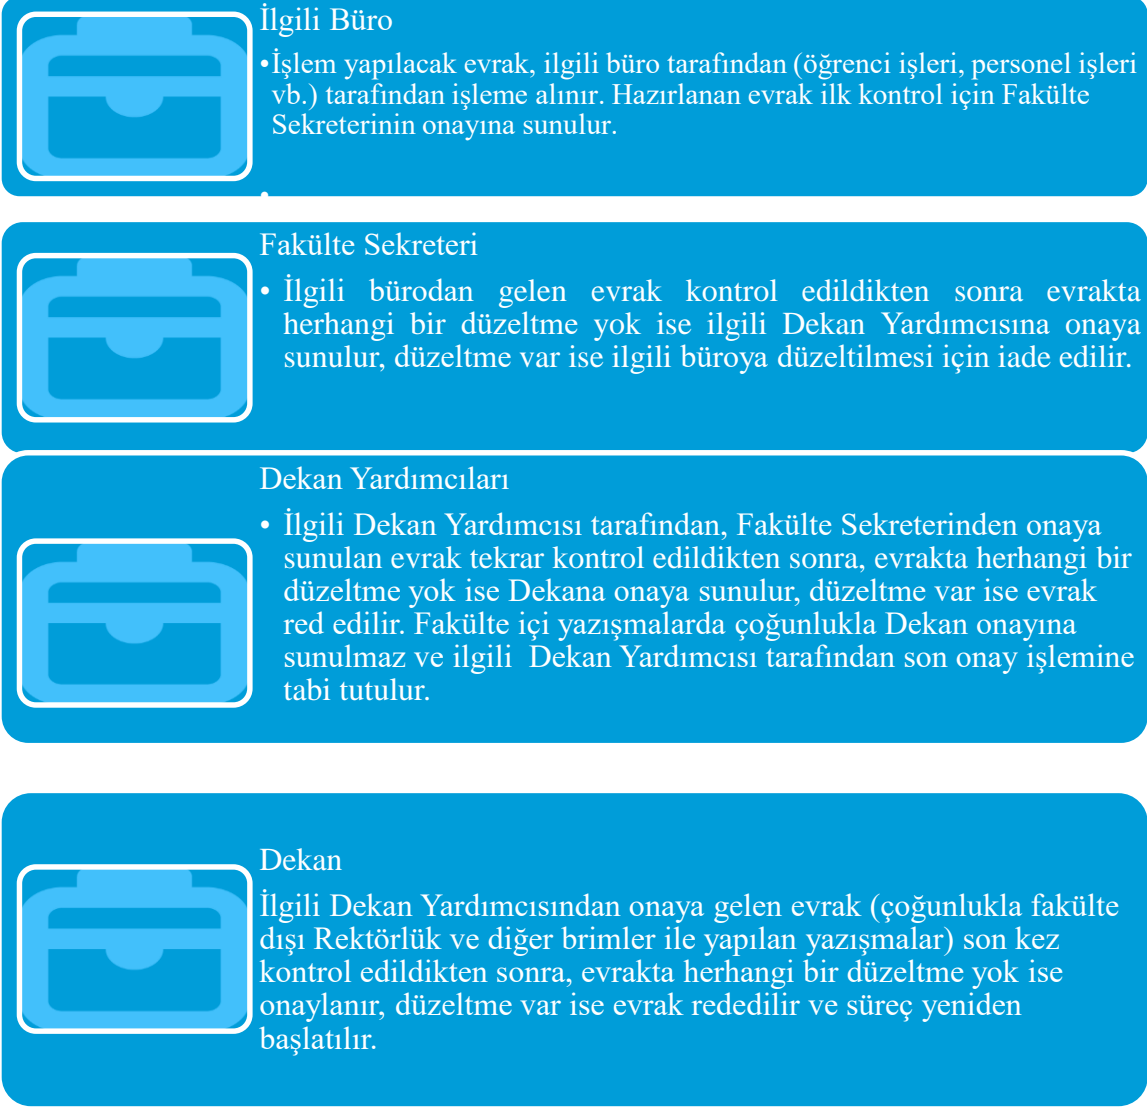 İlgili Büro
•İşlem yapılacak evrak, ilgili büro tarafından (öğrenci işleri, personel işleri
vb.) tarafından işleme alınır. Hazırlanan evrak ilk kontrol için Fakülte
Sekreterinin onayına sunulur.
•
Fakülte Sekreteri
• İlgili bürodan gelen evrak kontrol edildikten sonra evrakta
herhangi bir düzeltme yok ise ilgili Dekan Yardımcısına onaya
sunulur, düzeltme var ise ilgili büroya düzeltilmesi için iade edilir.
Dekan Yardımcıları
• İlgili Dekan Yardımcısı tarafından, Fakülte Sekreterinden onaya
sunulan evrak tekrar kontrol edildikten sonra, evrakta herhangi bir
düzeltme yok ise Dekana onaya sunulur, düzeltme var ise evrak
red edilir. Fakülte içi yazışmalarda çoğunlukla Dekan onayına
sunulmaz ve ilgili  Dekan Yardımcısı tarafından son onay işlemine
tabi tutulur.
Dekan
İlgili Dekan Yardımcısından onaya gelen evrak (çoğunlukla fakülte
dışı Rektörlük ve diğer brimler ile yapılan yazışmalar) son kez
kontrol edildikten sonra, evrakta herhangi bir düzeltme yok ise
onaylanır, düzeltme var ise evrak rededilir ve süreç yeniden
başlatılır.